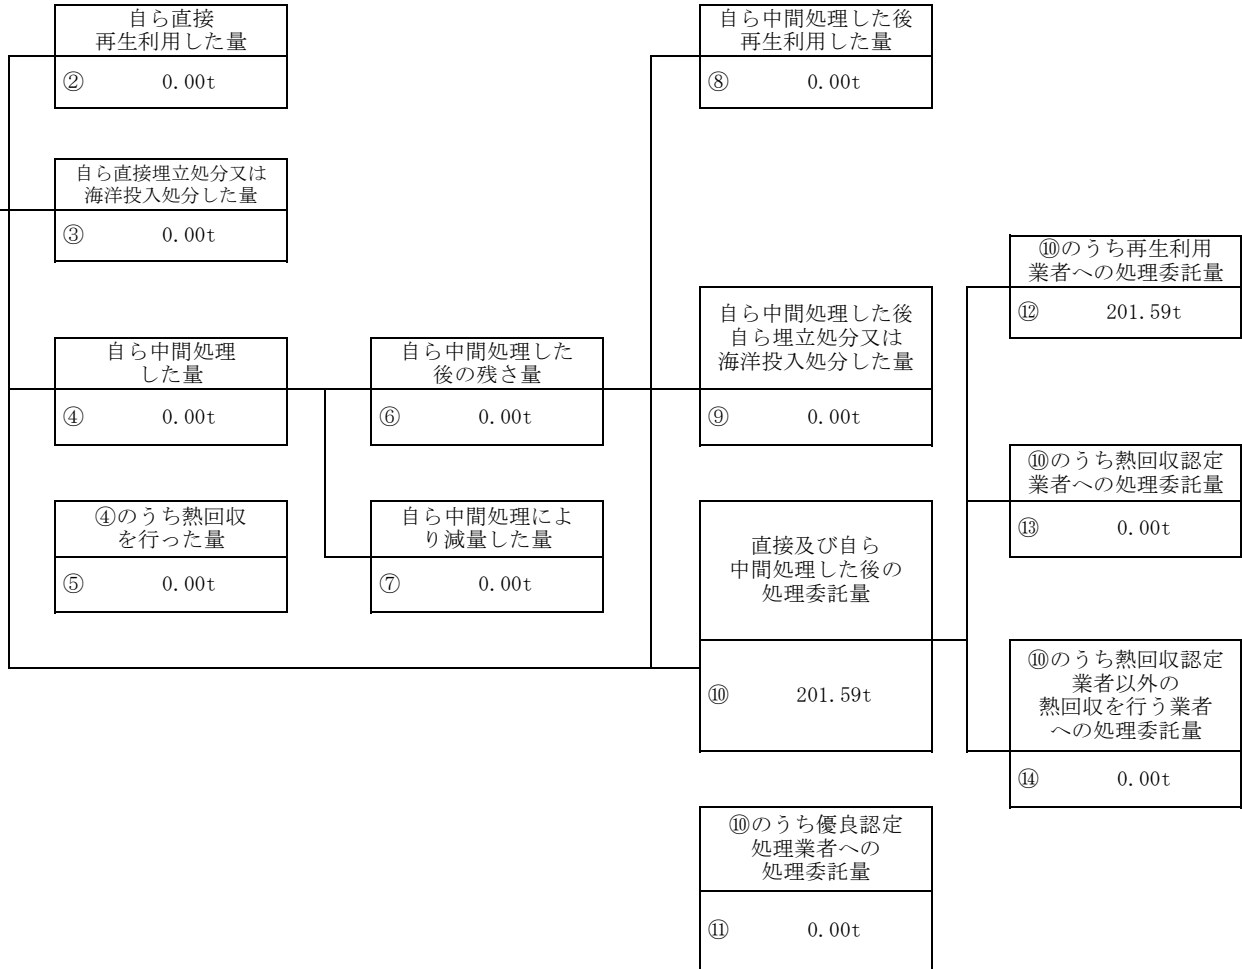 自ら直接
再生利用した量
② 0.00t
自ら直接埋立処分又は
海洋投入処分した量
③ 0.00t
自ら中間処理
した量
④ 0.00t
④のうち熱回収
を行った量
⑤ 0.00t
自ら中間処理した
後の残さ量
⑥ 0.00t
自ら中間処理によ
り減量した量
⑦ 0.00t
自ら中間処理した後
再生利用した量
⑧ 0.00t
自ら中間処理した後
自ら埋立処分又は
海洋投入処分した量
⑨ 0.00t
直接及び自ら
中間処理した後の
処理委託量
⑩ 201.59t
⑩のうち優良認定
処理業者への
処理委託量
⑪ 0.00t
⑩のうち再生利用
業者への処理委託量
⑫ 201.59t
⑩のうち熱回収認定
業者への処理委託量
⑬ 0.00t
⑩のうち熱回収認定
業者以外の
熱回収を行う業者
への処理委託量
⑭ 0.00t